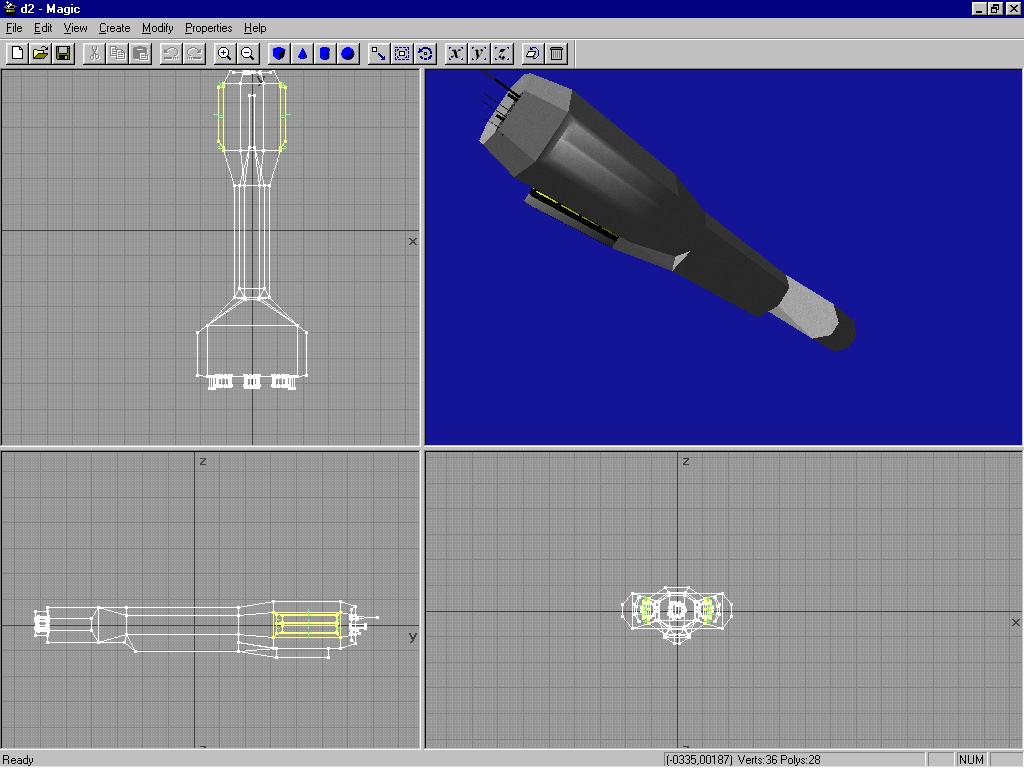 d2 - Magic
File Edit View Create Modify Properties Help
x y z
x
z
y
z
x
Ready (-0335,00187) Verts:36 Polys:28 NUM